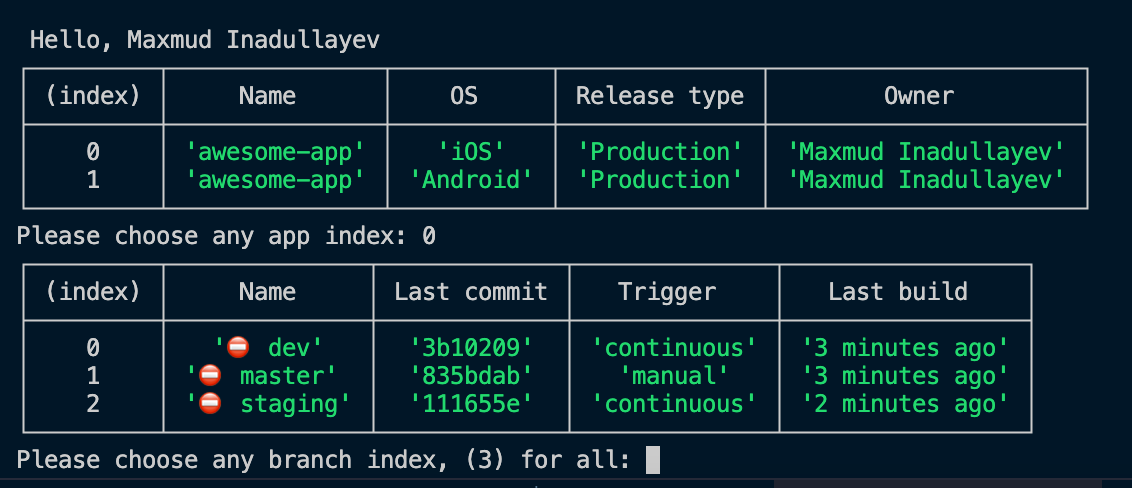 Hello, Maxmud Inadullayev
(index) Name OS Release type Owner
0 'awesome-app' 'iOS' 'Production' 'Maxmud Inadullayev'
1 'awesome-app' 'Android' 'Production' 'Maxmud Inadullayev'
Please choose any app index: 0
(index) Name Last commit Trigger Last build
0 '⛔ dev' '3b10209' 'continuous' '3 minutes ago'
1 '⛔ master' '835bdab' 'manual' '3 minutes ago'
2 '⛔ staging' '111655e' 'continuous' '2 minutes ago'
Please choose any branch index, (3) for all: